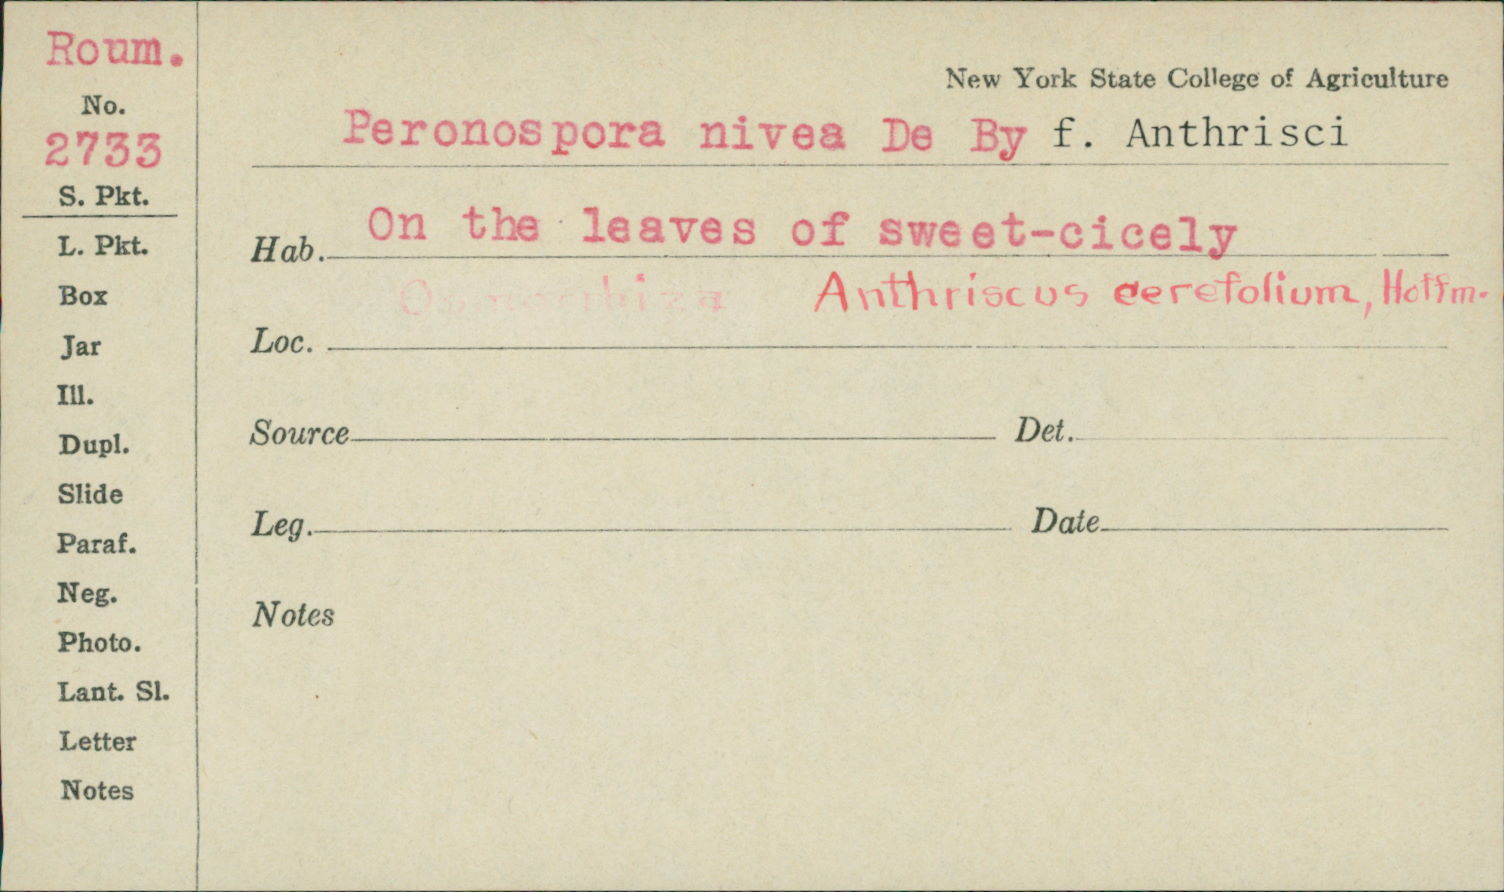 Roum.
No.
2733
S. Pkt.
L. Pkt.
Box
Jar
Ill.
Dupl.
Slide
Paraf.
Neg.
Photo.
Lant. Sl.
Letter
Notes
New York State College of Agriculture
Peronospora nivea De By f. Anthrisci
Hab. On the leaves of sweet-cicely
Osmorrhiza Anthriscus cerefolium, Hoffm.
Loc.
Source Det.
Leg. Date
Notes